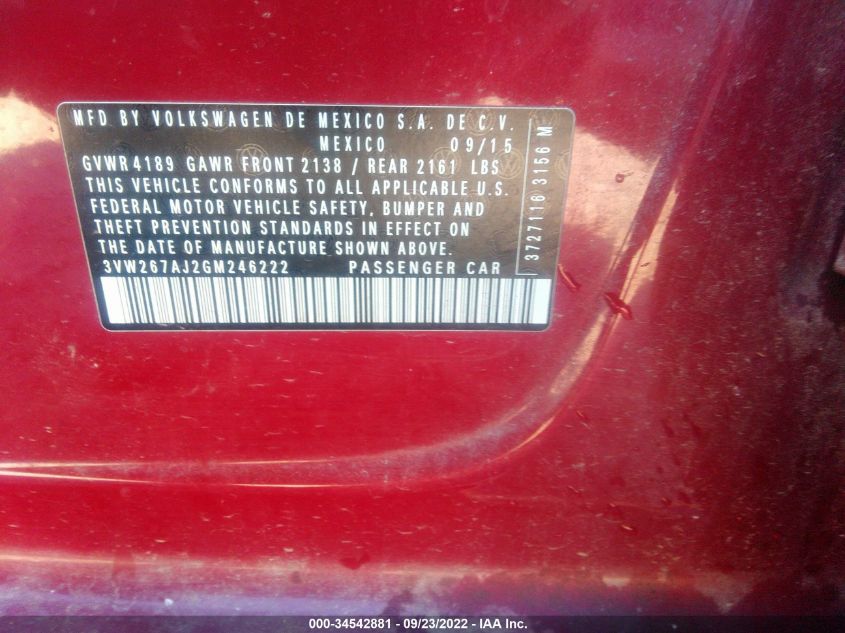 MFD BY VOLKSWAGEN DE MEXICO S.A. DE C.V.
MEXICO 09/15
GVWR4189 GAWR FRONT 2138 / REAR 2161 LBS
THIS VEHICLE CONFORMS TO ALL APPLICABLE U.S.
FEDERAL MOTOR VEHICLE SAFETY, BUMPER AND
THEFT PREVENTION STANDARDS IN EFFECT ON
THE DATE OF MANUFACTURE SHOWN ABOVE.
3VW267AJ2GM246222 PASSENGER CAR
3727116 3156 M
000-34542881 - 09/23/2022 - IAA Inc.